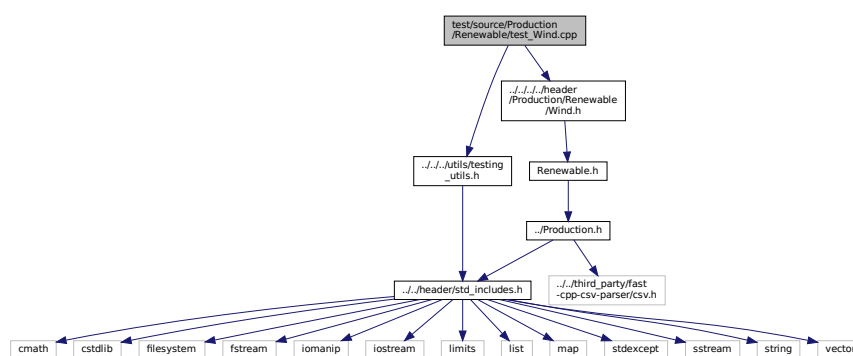 test/source/Production
/Renewable/test_Wind.cpp
../../../../header
/Production/Renewable
/Wind.h
../../../utils/testing
_utils.h
Renewable.h
../Production.h
../../header/std_includes.h
../../third_party/fast
-cpp-csv-parser/csv.h
cmath
cstdlib
filesystem
fstream
iomanip
iostream
limits
list
map
stdexcept
sstream
string
vector